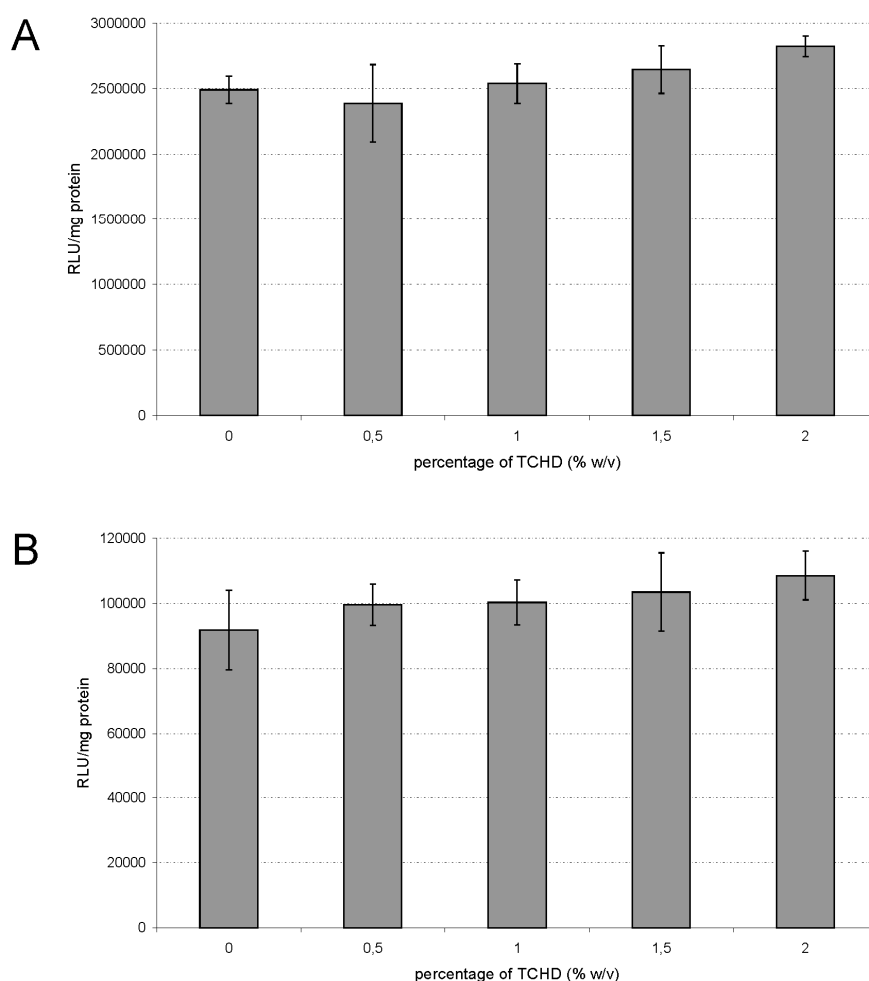 A
3000000
2500000
2000000
1500000
1000000
500000
0
RLU/mg protein
0 0,5 1 1,5 2
percentage of TCHD (% w/v)
B
120000
100000
80000
60000
40000
20000
0
RLU/mg protein
0 0,5 1 1,5 2
percentage of TCHD (% w/v)